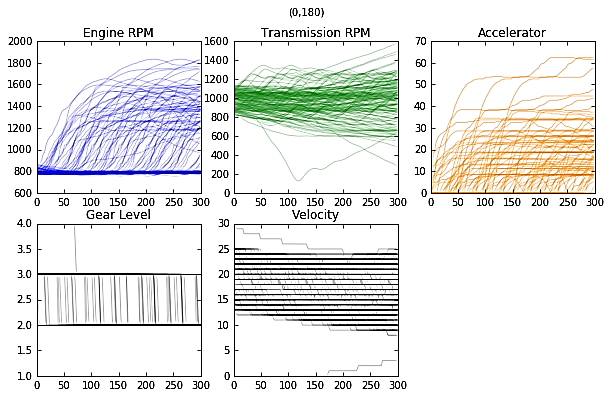 (0,180)
Engine RPM Transmission RPM Accelerator
2000 1600 70
1800 1400 60
1600 1200 50
1400 1000 40
1200 800 30
1000 600 20
800 400 10
600 200 0
0
0 50 100 150 200 250 300 0 50 100 150 200 250 300 0 50 100 150 200 250 300
Gear Level Velocity
4.0 30
3.5 25
3.0 20
2.5 15
2.0 10
1.5 5
1.0 0
0 50 100 150 200 250 300 0 50 100 150 200 250 300